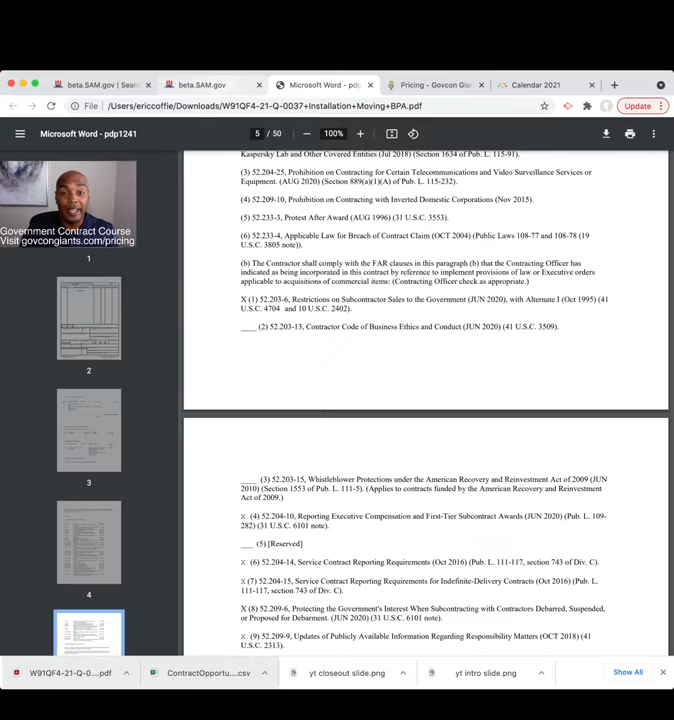 beta.SAM.gov | Sear
beta.SAM.gov
Microsoft Word - pdp
Pricing - Govcon Gia
Calendar 2021
File
/Users/ericcoffie/Downloads/W91QF4-21-Q-0037+Installation+Moving+BPA.pdf
Update
Microsoft Word - pdp1241
5 / 50
100%
Government Contract Course
Visit govcongiants.com/pricing
1
2
3
4
Kaspersky Lab and Other Covered Entities (Jul 2018) (Section 1634 of Pub. L. 115-91).
(3) 52.204-25, Prohibition on Contracting for Certain Telecommunications and Video Surveillance Services or
Equipment. (AUG 2020) (Section 889(a)(1)(A) of Pub. L. 115-232).
(4) 52.209-10, Prohibition on Contracting with Inverted Domestic Corporations (Nov 2015).
(5) 52.233-3, Protest After Award (AUG 1996) (31 U.S.C. 3553).
(6) 52.233-4, Applicable Law for Breach of Contract Claim (OCT 2004) (Public Laws 108-77 and 108-78 (19
U.S.C. 3805 note)).
(b) The Contractor shall comply with the FAR clauses in this paragraph (b) that the Contracting Officer has
indicated as being incorporated in this contract by reference to implement provisions of law or Executive orders
applicable to acquisitions of commercial items: (Contracting Officer check as appropriate.)
X (1) 52.203-6, Restrictions on Subcontractor Sales to the Government (JUN 2020), with Alternate I (Oct 1995) (41
U.S.C. 4704 and 10 U.S.C. 2402).
____ (2) 52.203-13, Contractor Code of Business Ethics and Conduct (JUN 2020) (41 U.S.C. 3509).
____ (3) 52.203-15, Whistleblower Protections under the American Recovery and Reinvestment Act of 2009 (JUN
2010) (Section 1553 of Pub. L. 111-5). (Applies to contracts funded by the American Recovery and Reinvestment
Act of 2009.)
X (4) 52.204-10, Reporting Executive Compensation and First-Tier Subcontract Awards (JUN 2020) (Pub. L. 109-
282) (31 U.S.C. 6101 note).
___ (5) [Reserved]
X (6) 52.204-14, Service Contract Reporting Requirements (Oct 2016) (Pub. L. 111-117, section 743 of Div. C).
X (7) 52.204-15, Service Contract Reporting Requirements for Indefinite-Delivery Contracts (Oct 2016) (Pub. L.
111-117, section 743 of Div. C).
X (8) 52.209-6, Protecting the Government's Interest When Subcontracting with Contractors Debarred, Suspended,
or Proposed for Debarment. (JUN 2020) (31 U.S.C. 6101 note).
X (9) 52.209-9, Updates of Publicly Available Information Regarding Responsibility Matters (OCT 2018) (41
U.S.C. 2313).
W91QF4-21-Q-0....pdf
ContractOpportu....csv
yt closeout slide.png
yt intro slide.png
Show All